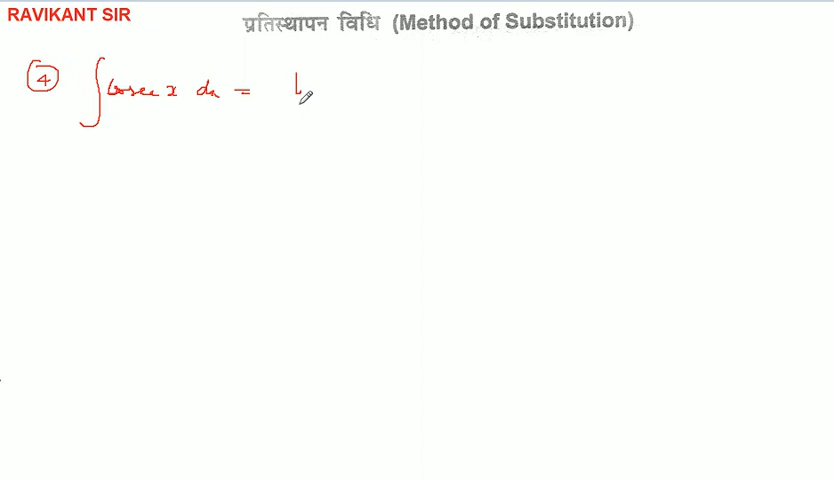 RAVIKANT SIR
प्रतिस्थापन विधि (Method of Substitution)
④ ∫cosec x dx = l